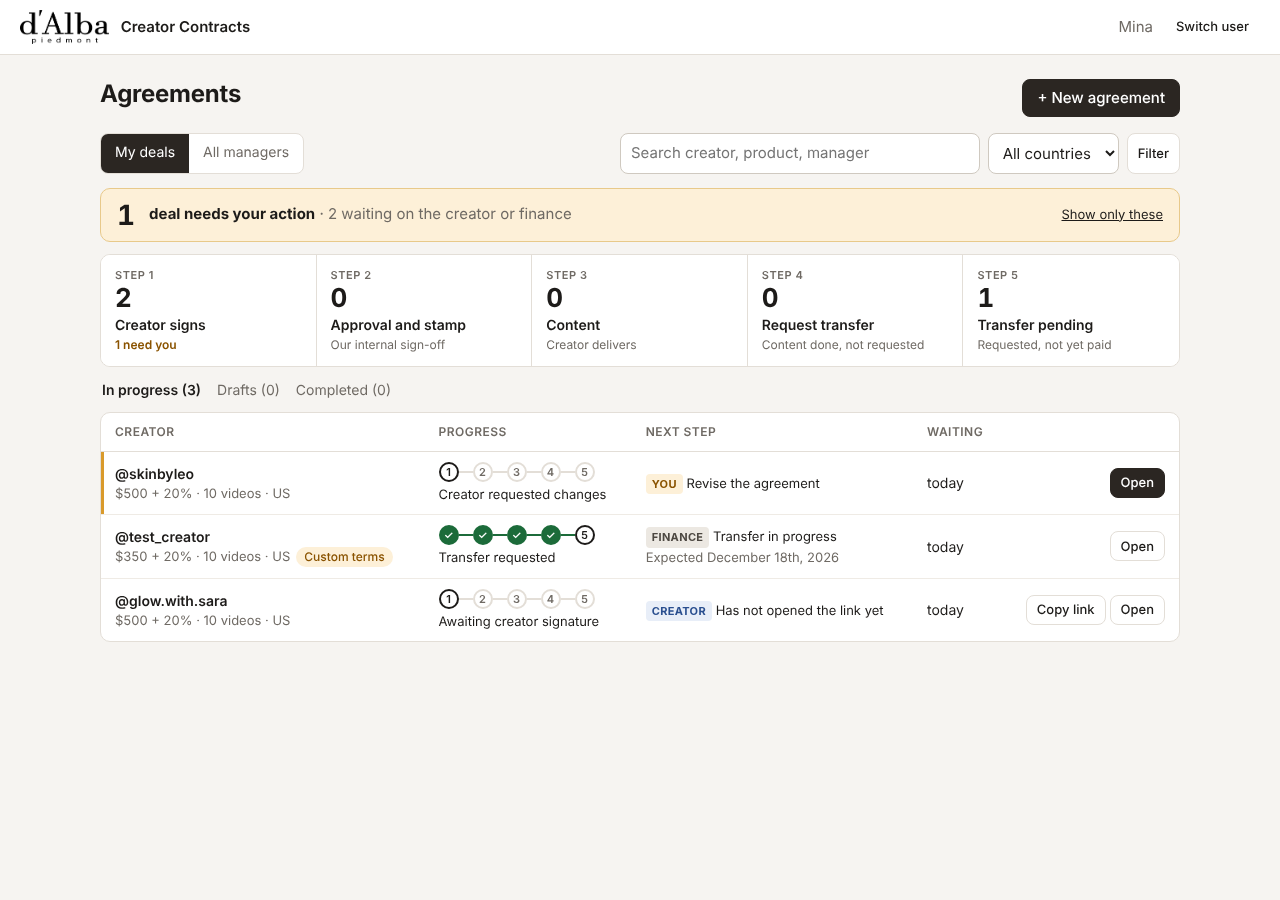 d'Alba piedmont Creator Contracts Mina Switch user
Agreements
+ New agreement
My deals All managers Search creator, product, manager All countries Filter
1 deal needs your action · 2 waiting on the creator or finance Show only these
STEP 1 STEP 2 STEP 3 STEP 4 STEP 5
2 0 0 0 1
Creator signs Approval and stamp Content Request transfer Transfer pending
1 need you Our internal sign-off Creator delivers Content done, not requested Requested, not yet paid
In progress (3) Drafts (0) Completed (0)
CREATOR PROGRESS NEXT STEP WAITING
@skinbyleo 1 2 3 4 5 YOU Revise the agreement today Open
$500 + 20% · 10 videos · US Creator requested changes
@test_creator 5 FINANCE Transfer in progress today Open
$350 + 20% · 10 videos · US Custom terms Transfer requested Expected December 18th, 2026
@glow.with.sara 1 2 3 4 5 CREATOR Has not opened the link yet today Copy link Open
$500 + 20% · 10 videos · US Awaiting creator signature